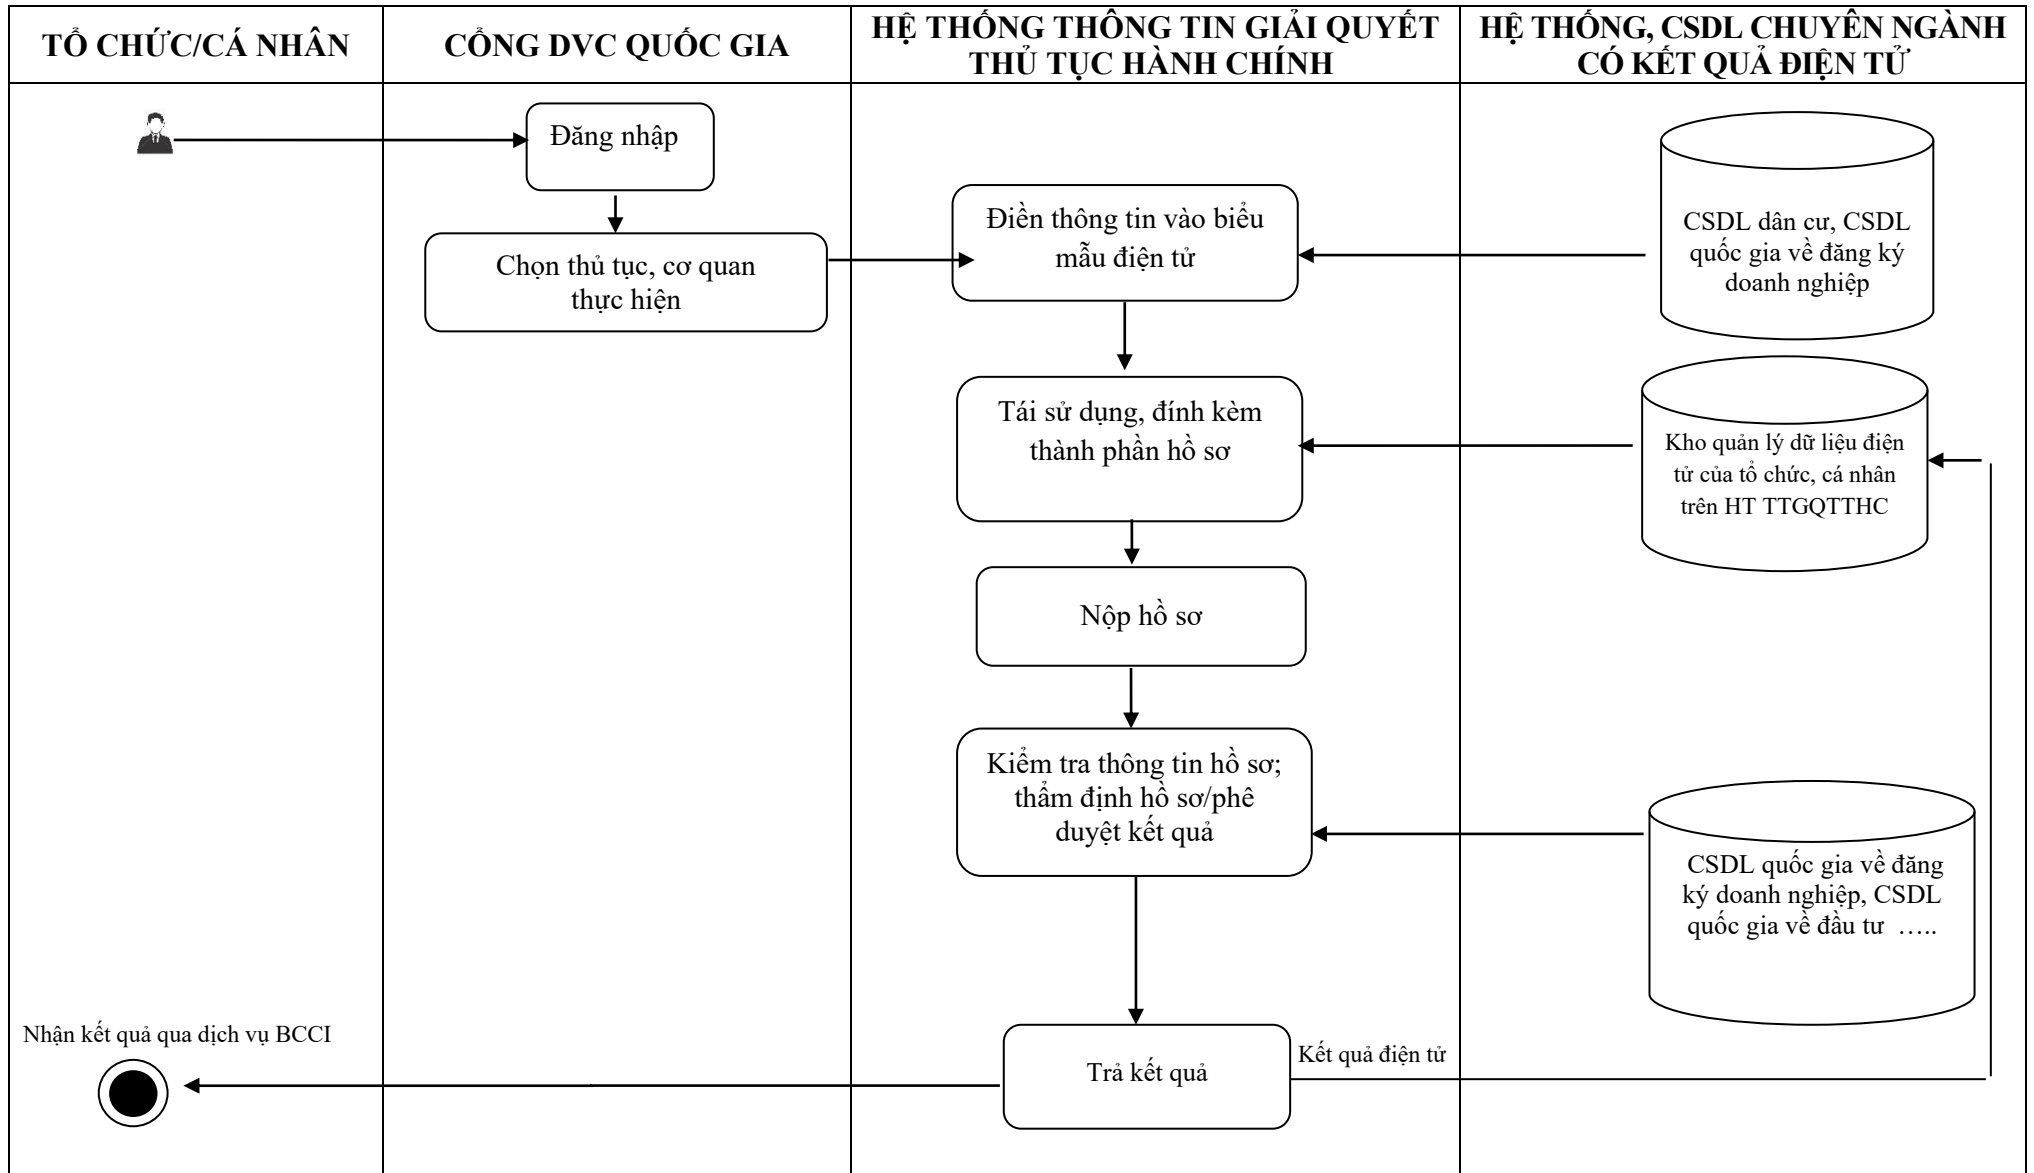 TỔ CHỨC/CÁ NHÂN
CỔNG DVC QUỐC GIA
HỆ THỐNG THÔNG TIN GIẢI QUYẾT
THỦ TỤC HÀNH CHÍNH
HỆ THỐNG, CSDL CHUYÊN NGÀNH
CÓ KẾT QUẢ ĐIỆN TỬ
Đăng nhập
Chọn thủ tục, cơ quan
thực hiện
Điền thông tin vào biểu
mẫu điện tử
CSDL dân cư, CSDL
quốc gia về đăng ký
doanh nghiệp
Tái sử dụng, đính kèm
thành phần hồ sơ
Kho quản lý dữ liệu điện
tử của tổ chức, cá nhân
trên HT TTGQTTHC
Nộp hồ sơ
Kiểm tra thông tin hồ sơ;
thẩm định hồ sơ/phê
duyệt kết quả
CSDL quốc gia về đăng
ký doanh nghiệp, CSDL
quốc gia về đầu tư …..
Nhận kết quả qua dịch vụ BCCI
Trả kết quả
Kết quả điện tử